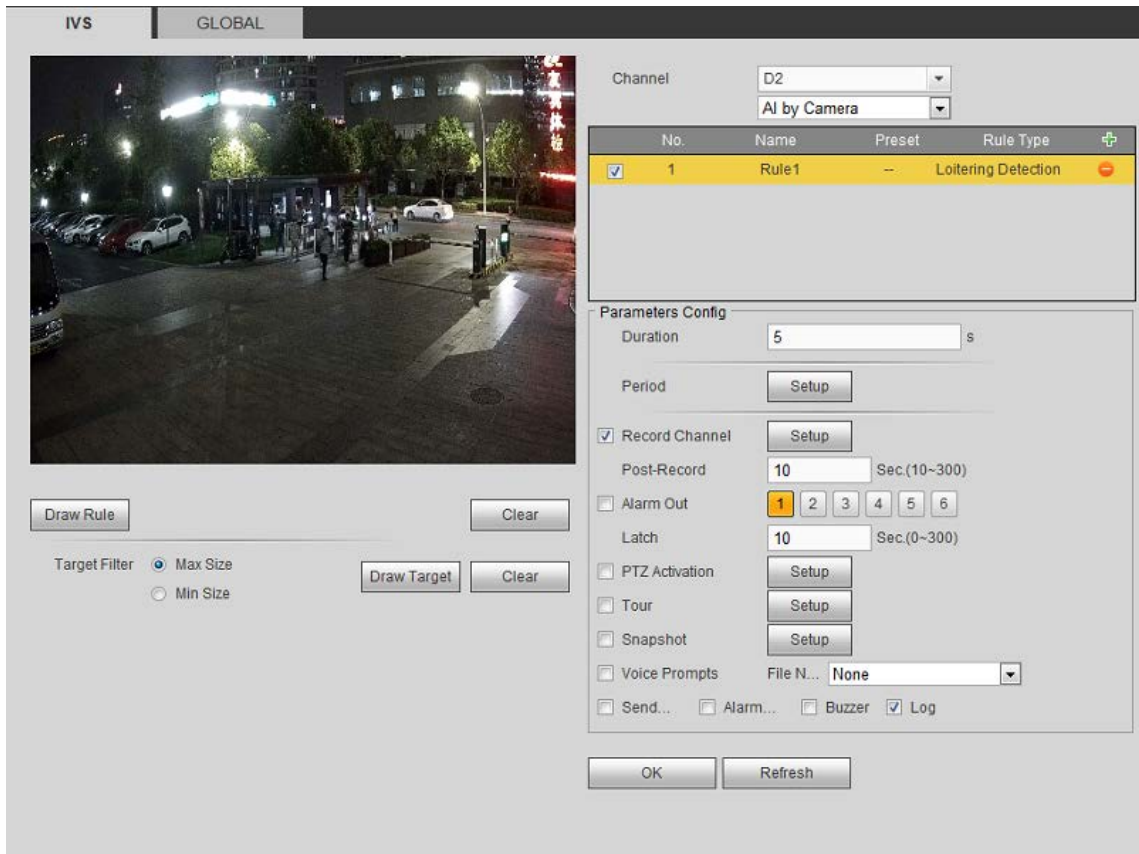 IVS GLOBAL
Channel D2
AI by Camera
No. Name Preset Rule Type
1 Rule1 -- Loitering Detection
Parameters Config
Duration 5 s
Period Setup
Record Channel Setup
Post-Record 10 Sec.(10~300)
Alarm Out 1 2 3 4 5 6
Latch 10 Sec.(0~300)
PTZ Activation Setup
Tour Setup
Snapshot Setup
Voice Prompts File N... None
Send... Alarm... Buzzer Log
OK Refresh
Draw Rule Clear
Target Filter Max Size Draw Target Clear
Min Size